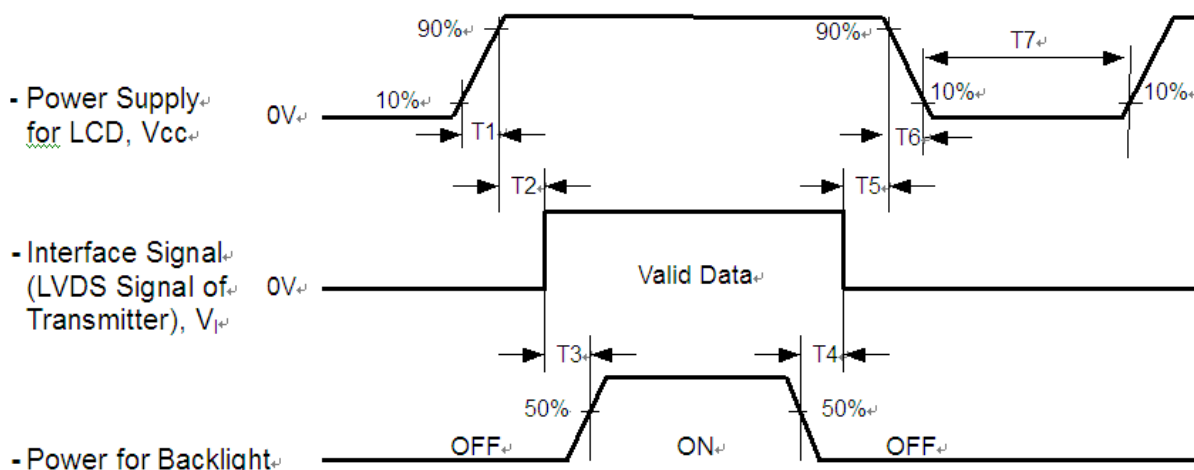 90%
90%
T7
- Power Supply
for LCD, Vcc
0V
10%
10%
10%
T1
T6
T2
T5
- Interface Signal
(LVDS Signal of
Transmitter), VI
0V
Valid Data
T3
T4
50%
50%
- Power for Backlight
OFF
ON
OFF